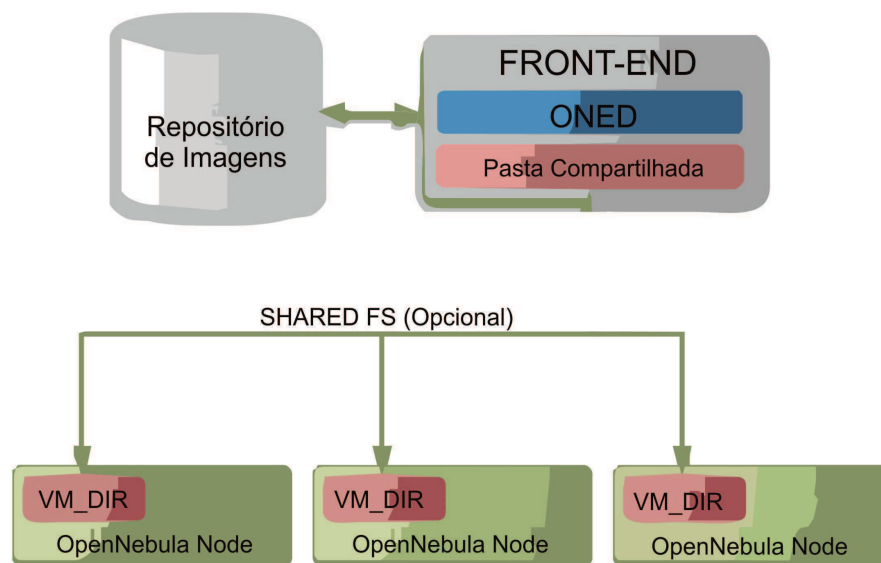 Repositório
de Imagens
FRONT-END
ONED
Pasta Compartilhada
SHARED FS (Opcional)
VM_DIR
OpenNebula Node
VM_DIR
OpenNebula Node
VM_DIR
OpenNebula Node